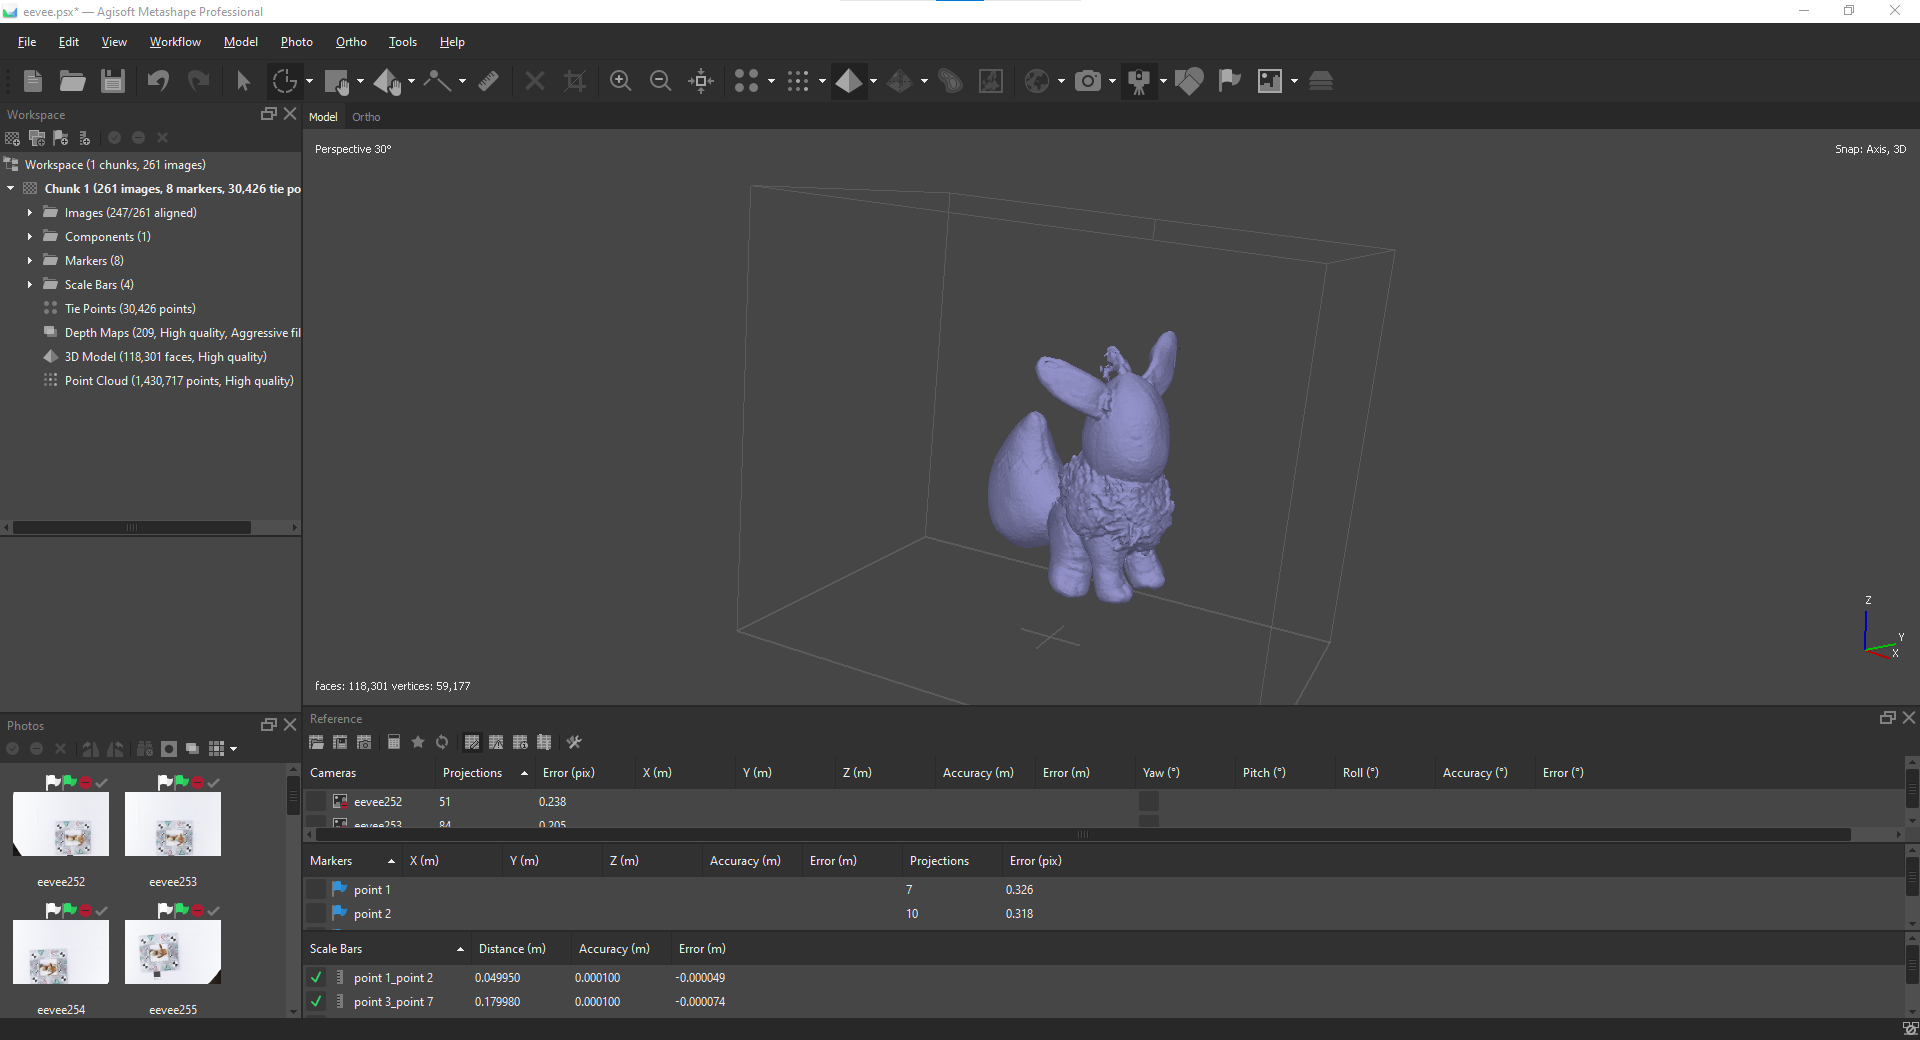 eevee.psx* — Agisoft Metashape Professional
File Edit View Workflow Model Photo Ortho Tools Help
Workspace
Workspace (1 chunks, 261 images)
Chunk 1 (261 images, 8 markers, 30,426 tie po
Images (247/261 aligned)
Components (1)
Markers (8)
Scale Bars (4)
Tie Points (30,426 points)
Depth Maps (209, High quality, Aggressive fil
3D Model (118,301 faces, High quality)
Point Cloud (1,430,717 points, High quality)
Model Ortho
Perspective 30°
Snap: Axis, 3D
Z
Y
X
faces: 118,301 vertices: 59,177
Photos
eevee252 eevee253
eevee254 eevee255
Reference
Cameras Projections Error (pix) X (m) Y (m) Z (m) Accuracy (m) Error (m) Yaw (°) Pitch (°) Roll (°) Accuracy (°) Error (°)
eevee252 51 0.238
eevee253 84 0.205
Markers X (m) Y (m) Z (m) Accuracy (m) Error (m) Projections Error (pix)
point 1 7 0.326
point 2 10 0.318
Scale Bars Distance (m) Accuracy (m) Error (m)
point 1_point 2 0.049950 0.000100 -0.000049
point 3_point 7 0.179980 0.000100 -0.000074